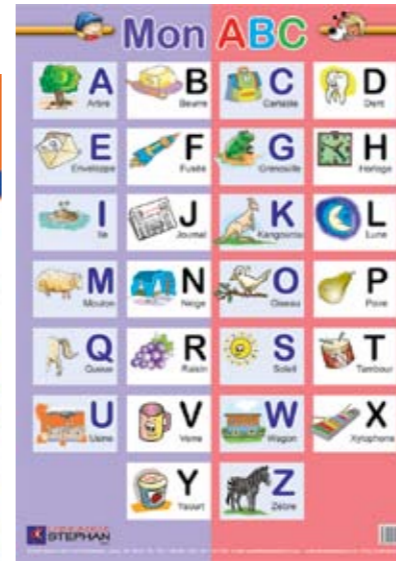 Mon ABC
A B C D
Arbre Beurre Cartable Dent
E F G H
Enveloppe Fusée Grenouille Horloge
I J K L
Ile Journal Kangourou Lune
M N O P
Mouton Neige Oiseau Poire
Q R S T
Queue Raisin Soleil Tambour
U V W X
Usine Verre Wagon Xylophone
Y Z
Yaourt Zèbre
STEPHAN